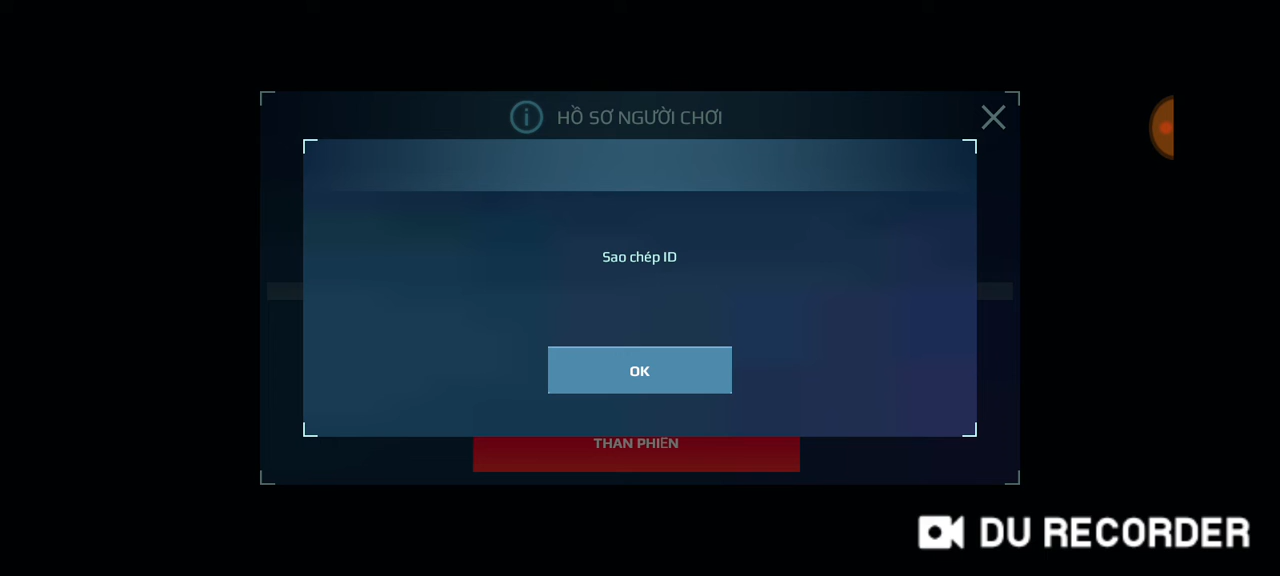 HỒ SƠ NGƯỜI CHƠI
Sao chép ID
OK
THAN PHIỀN
DU RECORDER